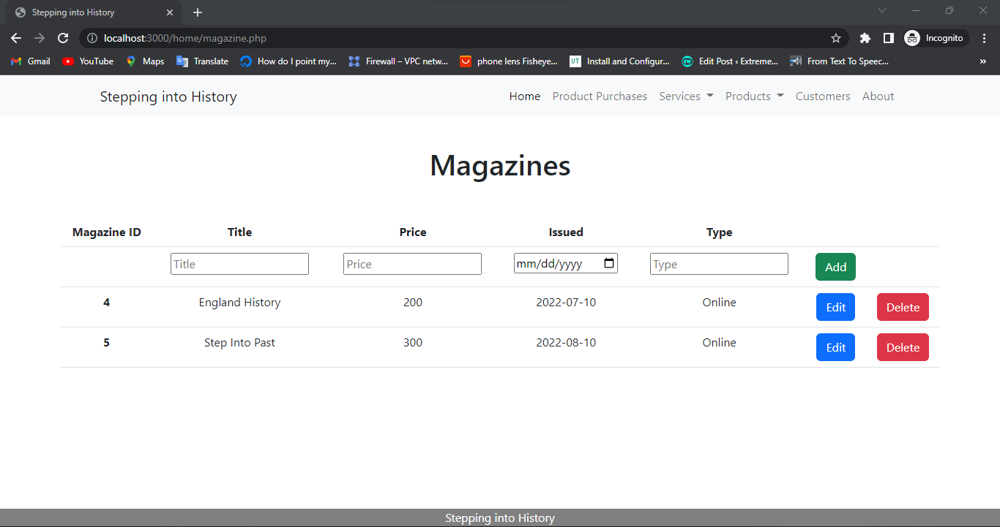 Stepping into History
localhost:3000/home/magazine.php
Incognito
Gmail YouTube Maps Translate How do I point my... Firewall – VPC netw... phone lens Fisheye... Install and Configur... Edit Post ‹ Extreme... From Text To Speec... »
Stepping into History Home Product Purchases Services Products Customers About
Magazines
Magazine ID Title Price Issued Type
Title Price mm/dd/yyyy Type Add
4 England History 200 2022-07-10 Online Edit Delete
5 Step Into Past 300 2022-08-10 Online Edit Delete
Stepping into History